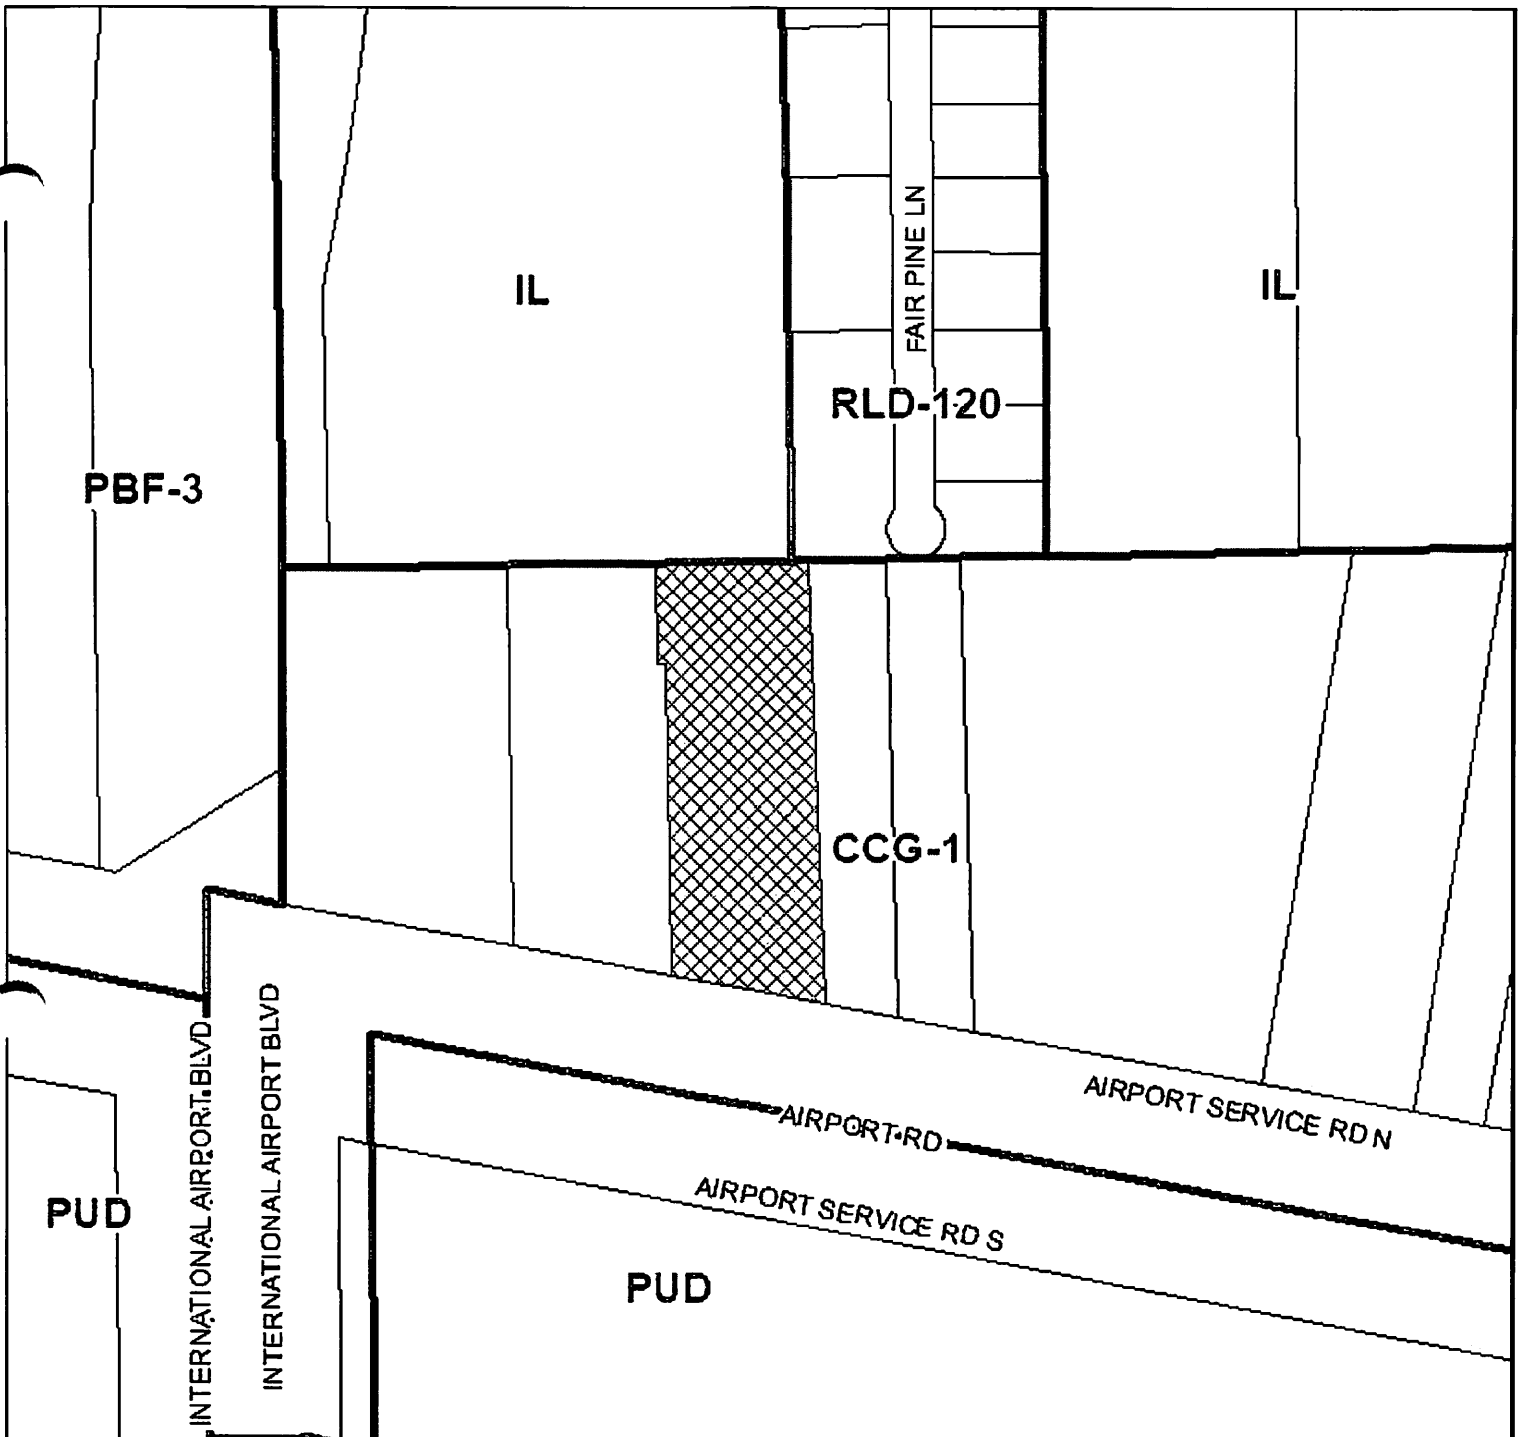 FAIR PINE LN
IL
IL
RLD-120
PBF-3
CCG-1
INTERNATIONAL AIRPORT BLVD
INTERNATIONAL AIRPORT BLVD
AIRPORT SERVICE RD N
AIRPORT RD
AIRPORT SERVICE RD S
PUD
PUD